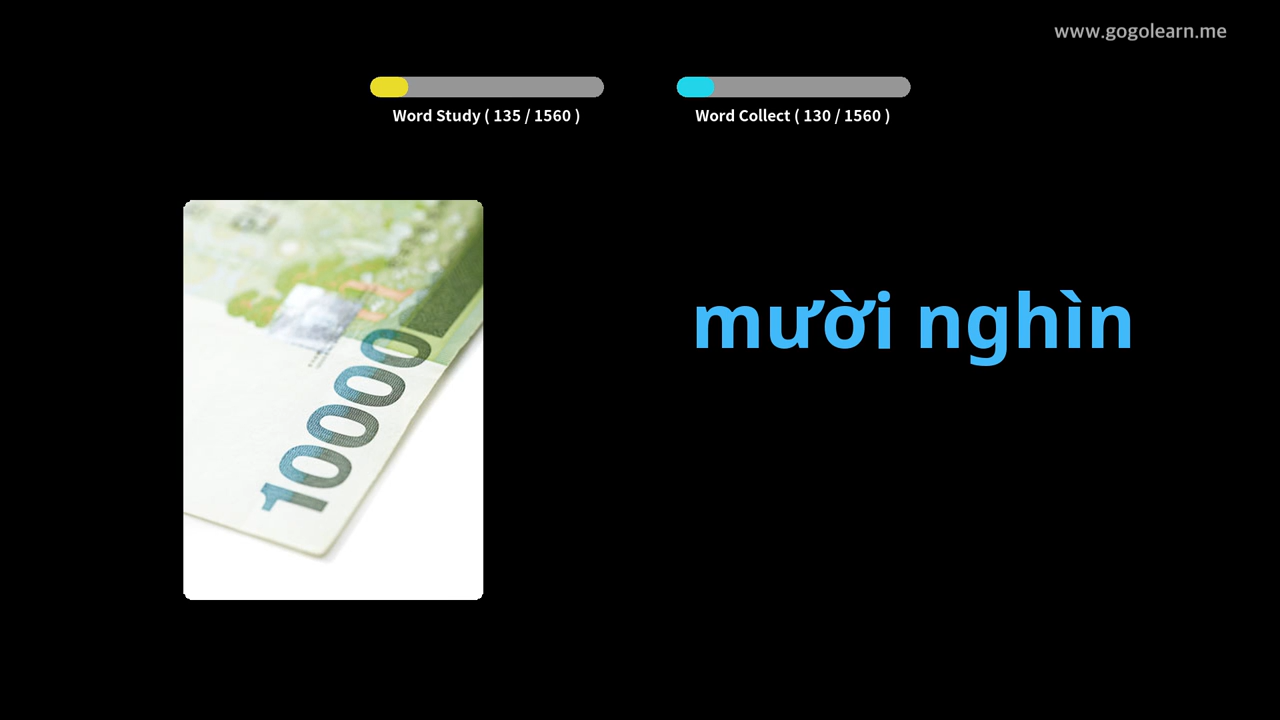 www.gogolearn.me
Word Study ( 135 / 1560 )
Word Collect ( 130 / 1560 )
mười nghìn
10000